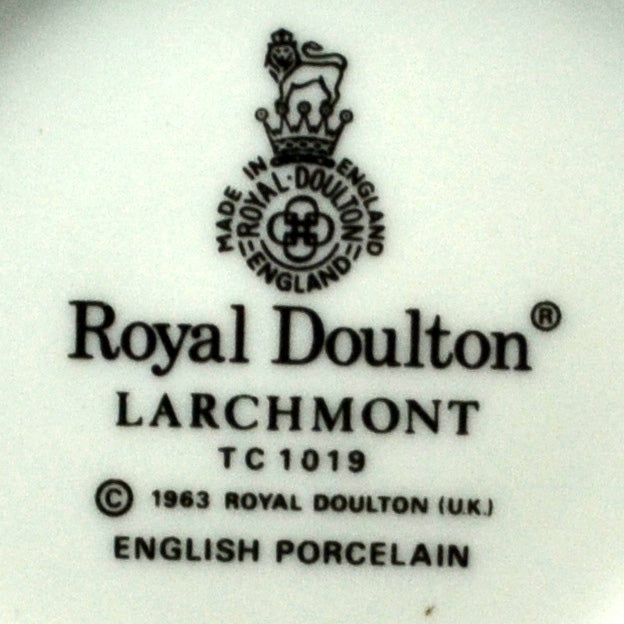 MADE IN ENGLAND
ROYAL·DOULTON
ENGLAND
Royal Doulton®
LARCHMONT
TC 1019
© 1963 ROYAL DOULTON (U.K.)
ENGLISH PORCELAIN